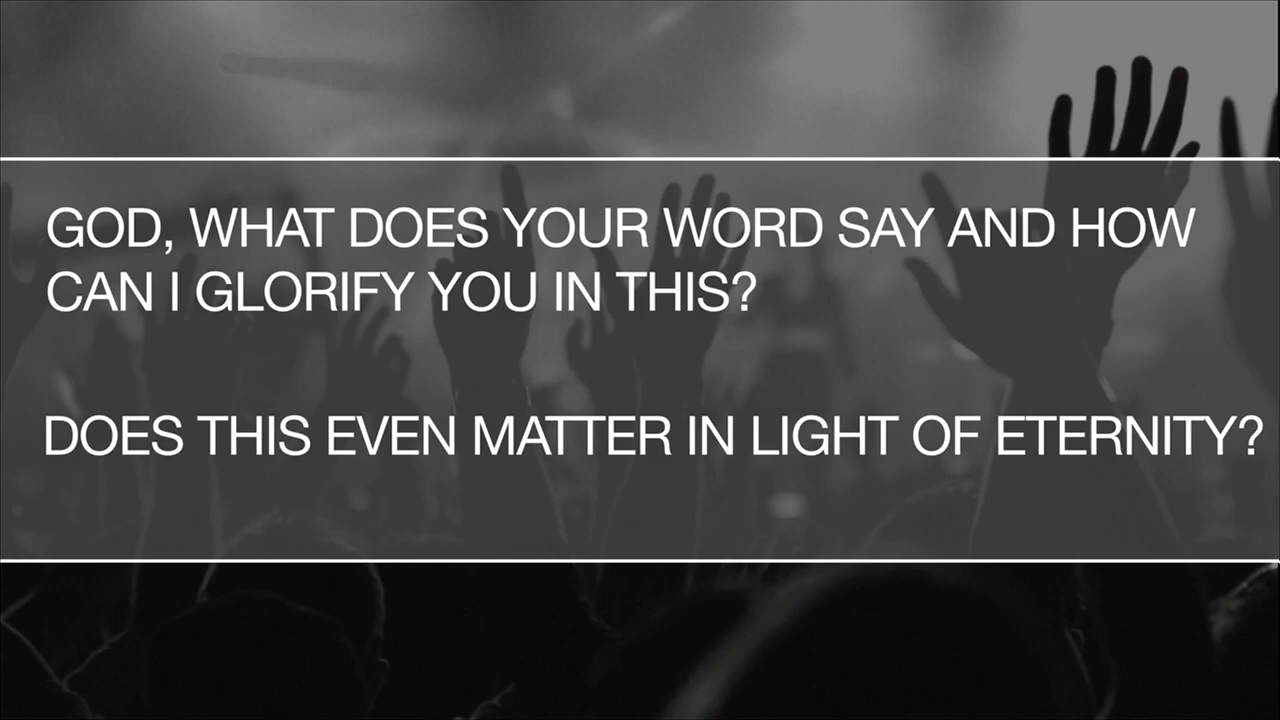 GOD, WHAT DOES YOUR WORD SAY AND HOW
CAN I GLORIFY YOU IN THIS?
DOES THIS EVEN MATTER IN LIGHT OF ETERNITY?